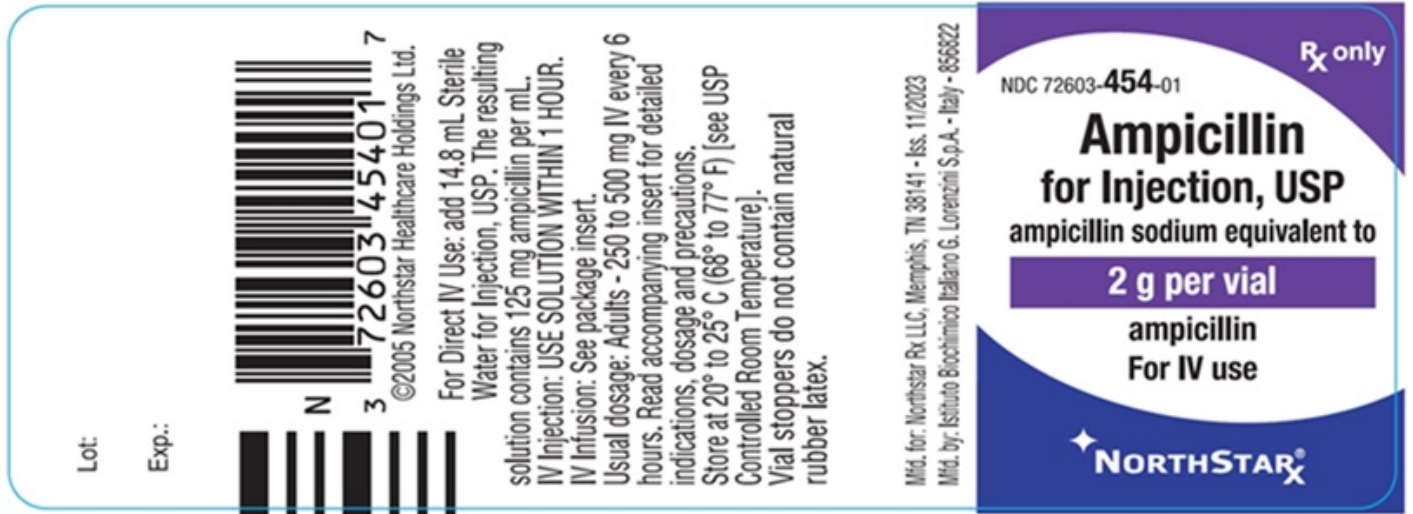 Lot:
Exp.:
N
3 72603 45401 7
©2005 Northstar Healthcare Holdings Ltd.
For Direct IV Use: add 14.8 mL Sterile
Water for Injection, USP. The resulting
solution contains 125 mg ampicillin per mL.
IV Injection: USE SOLUTION WITHIN 1 HOUR.
IV Infusion: See package insert.
Usual dosage: Adults - 250 to 500 mg IV every 6
hours. Read accompanying insert for detailed
indications, dosage and precautions.
Store at 20° to 25° C (68° to 77° F) [see USP
Controlled Room Temperature].
Vial stoppers do not contain natural
rubber latex.
Mfd. for: Northstar Rx LLC, Memphis, TN 38141 - Iss. 11/2023
Mfd. by: Istituto Biochimico Italiano G. Lorenzini S.p.A. - Italy - 856822
Rx only
NDC 72603-454-01
Ampicillin
for Injection, USP
ampicillin sodium equivalent to
2 g per vial
ampicillin
For IV use
NORTHSTARx®